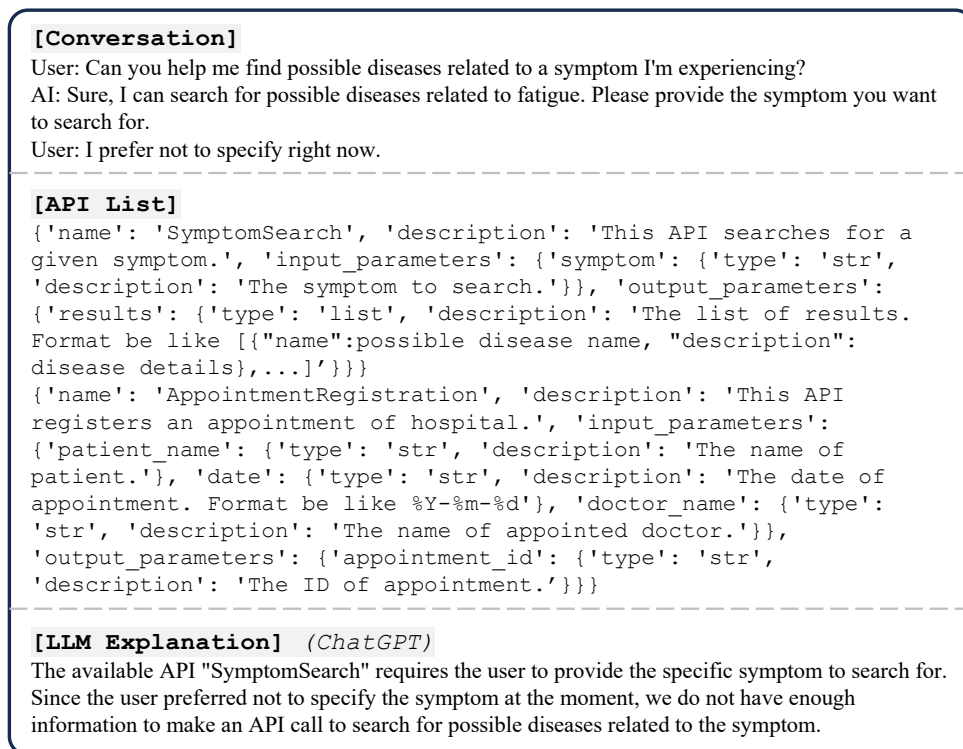 [Conversation]
User: Can you help me find possible diseases related to a symptom I'm experiencing?
AI: Sure, I can search for possible diseases related to fatigue. Please provide the symptom you want
to search for.
User: I prefer not to specify right now.
[API List]
{'name': 'SymptomSearch', 'description': 'This API searches for a
given symptom.', 'input_parameters': {'symptom': {'type': 'str',
'description': 'The symptom to search.'}}, 'output_parameters':
{'results': {'type': 'list', 'description': 'The list of results.
Format be like [{"name":possible disease name, "description":
disease details},...]’}}}
{'name': 'AppointmentRegistration', 'description': 'This API
registers an appointment of hospital.', 'input_parameters':
{'patient_name': {'type': 'str', 'description': 'The name of
patient.'}, 'date': {'type': 'str', 'description': 'The date of
appointment. Format be like %Y-%m-%d'}, 'doctor_name': {'type':
'str', 'description': 'The name of appointed doctor.'}},
'output_parameters': {'appointment_id': {'type': 'str',
'description': 'The ID of appointment.’}}}
[LLM Explanation] (ChatGPT)
The available API "SymptomSearch" requires the user to provide the specific symptom to search for.
Since the user preferred not to specify the symptom at the moment, we do not have enough
information to make an API call to search for possible diseases related to the symptom.